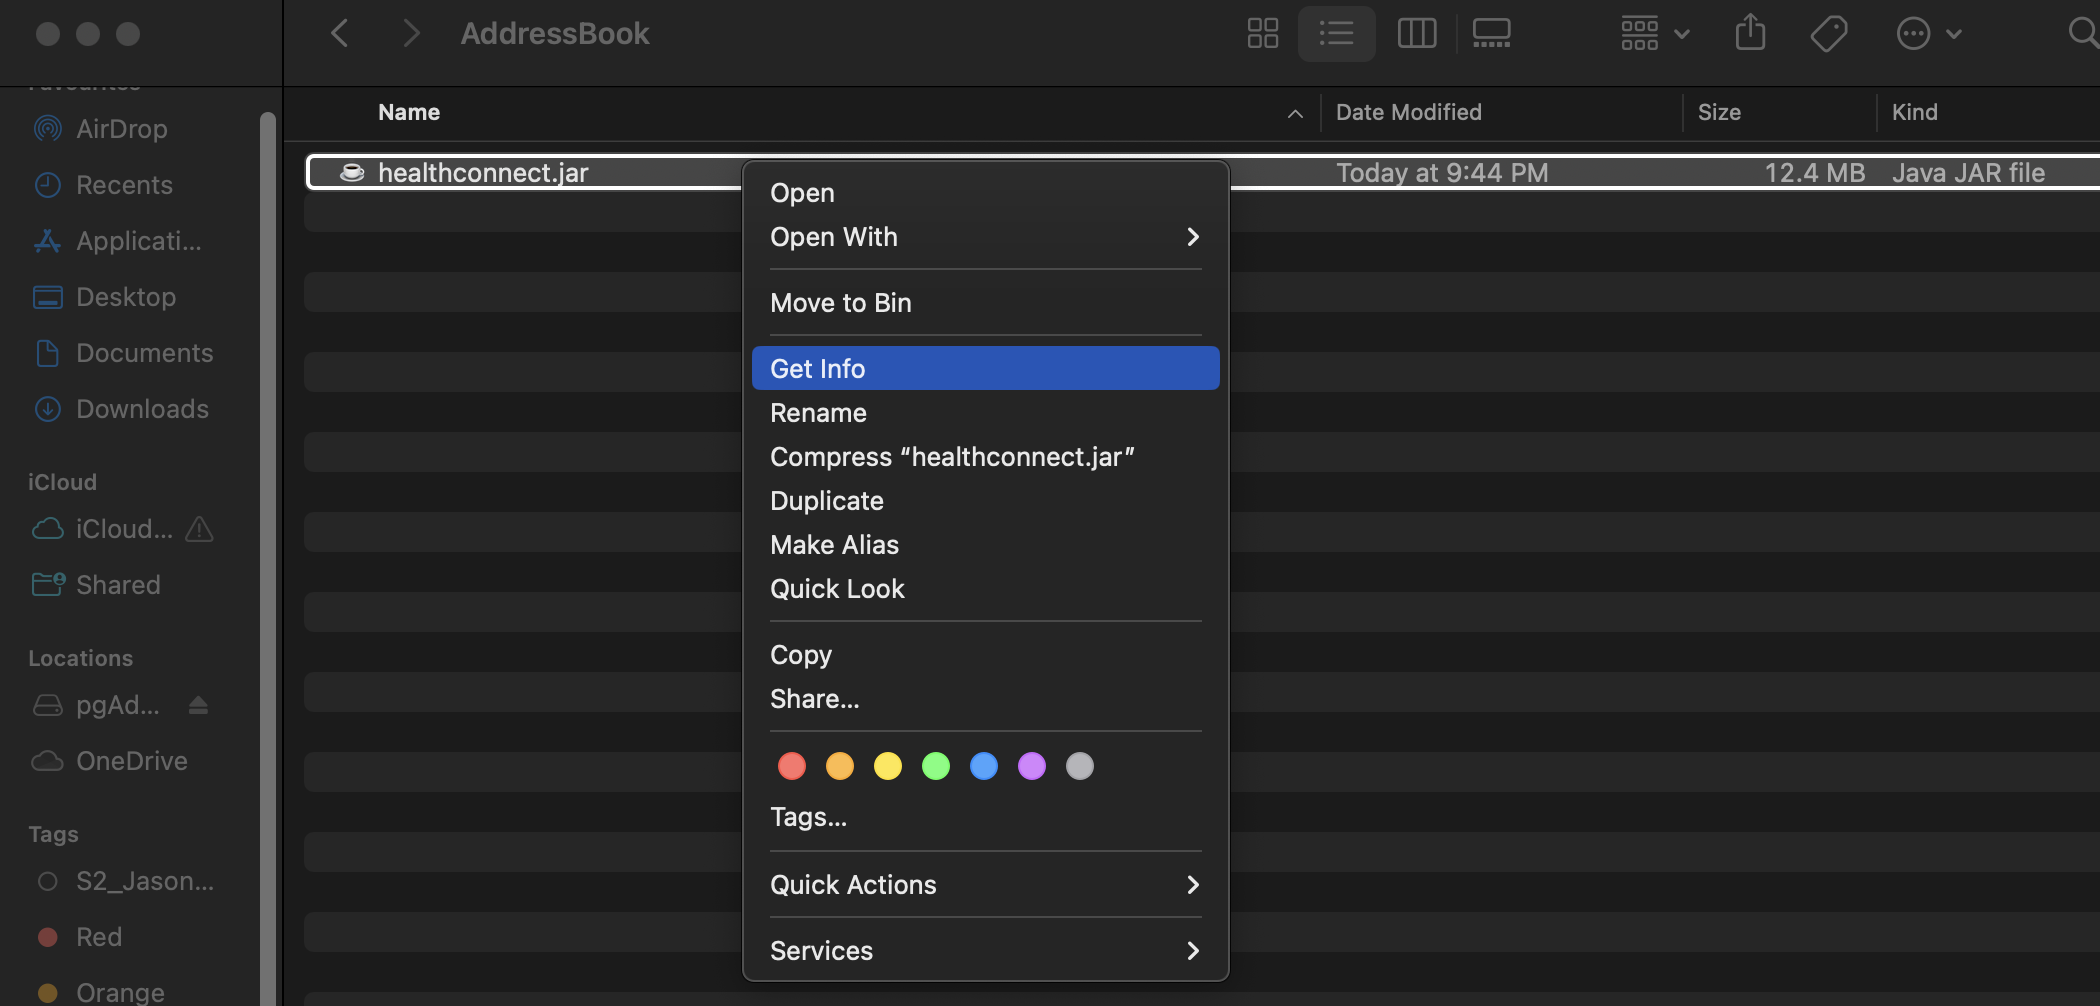 AddressBook
Name
Date Modified
Size
Kind
healthconnect.jar
Today at 9:44 PM
12.4 MB
Java JAR file
Favourites
AirDrop
Recents
Applicati...
Desktop
Documents
Downloads
iCloud
iCloud...
Shared
Locations
pgAd...
OneDrive
Tags
S2_Jason...
Red
Orange
Open
Open With
Move to Bin
Get Info
Rename
Compress “healthconnect.jar”
Duplicate
Make Alias
Quick Look
Copy
Share...
Tags...
Quick Actions
Services